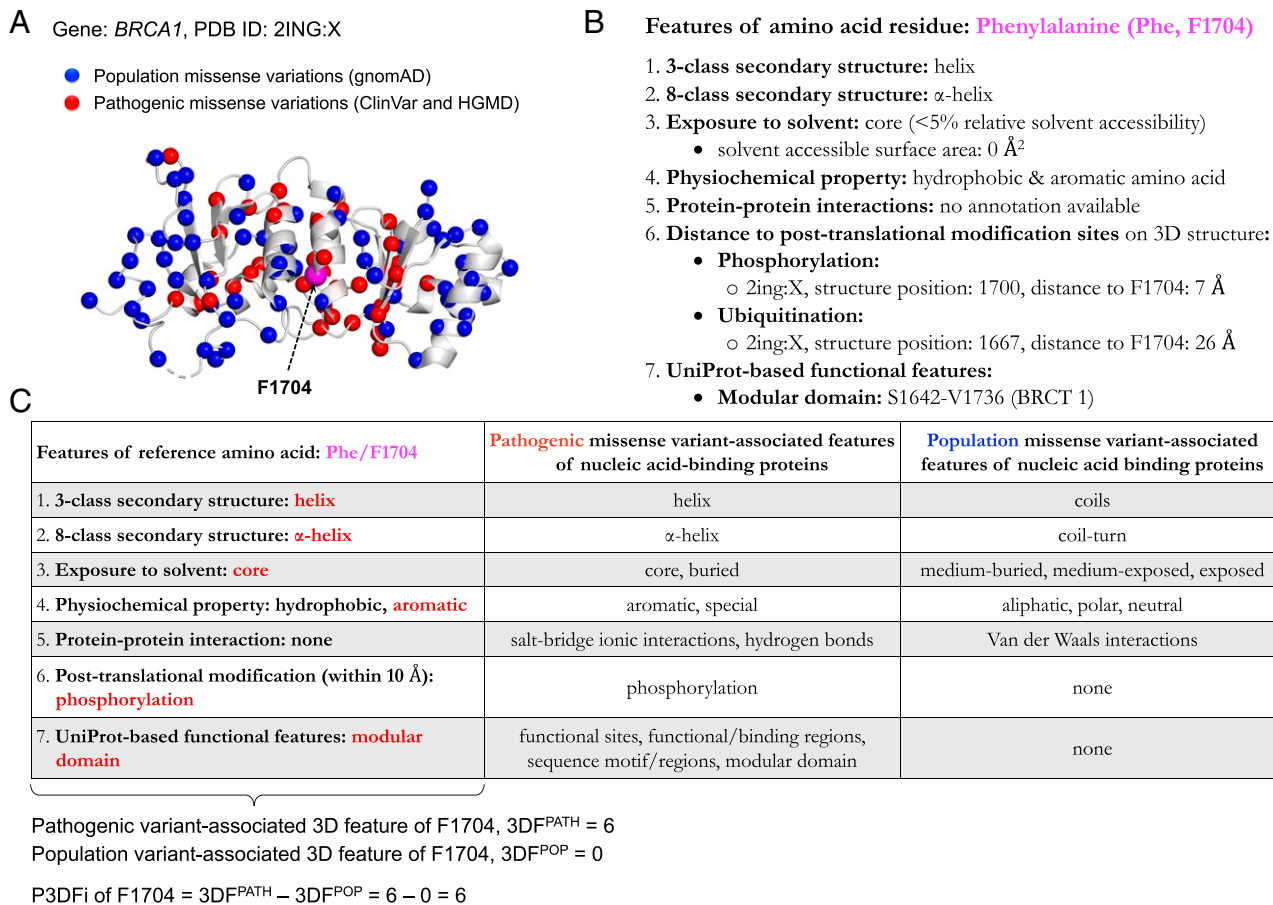 A
Gene: BRCA1, PDB ID: 2ING:X
Population missense variations (gnomAD)
Pathogenic missense variations (ClinVar and HGMD)
F1704
B
Features of amino acid residue: Phenylalanine (Phe, F1704)
1. 3-class secondary structure: helix
2. 8-class secondary structure: α-helix
3. Exposure to solvent: core (<5% relative solvent accessibility)
• solvent accessible surface area: 0 Å²
4. Physiochemical property: hydrophobic & aromatic amino acid
5. Protein-protein interactions: no annotation available
6. Distance to post-translational modification sites on 3D structure:
• Phosphorylation:
○ 2ing:X, structure position: 1700, distance to F1704: 7 Å
• Ubiquitination:
○ 2ing:X, structure position: 1667, distance to F1704: 26 Å
7. UniProt-based functional features:
• Modular domain: S1642-V1736 (BRCT 1)
C
Features of reference amino acid: Phe/F1704
Pathogenic missense variant-associated features
of nucleic acid-binding proteins
Population missense variant-associated
features of nucleic acid binding proteins
1. 3-class secondary structure: helix
helix
coils
2. 8-class secondary structure: α-helix
α-helix
coil-turn
3. Exposure to solvent: core
core, buried
medium-buried, medium-exposed, exposed
4. Physiochemical property: hydrophobic, aromatic
aromatic, special
aliphatic, polar, neutral
5. Protein-protein interaction: none
salt-bridge ionic interactions, hydrogen bonds
Van der Waals interactions
6. Post-translational modification (within 10 Å):
phosphorylation
phosphorylation
none
7. UniProt-based functional features: modular
domain
functional sites, functional/binding regions,
sequence motif/regions, modular domain
none
Pathogenic variant-associated 3D feature of F1704, 3DF^PATH = 6
Population variant-associated 3D feature of F1704, 3DF^POP = 0
P3DFi of F1704 = 3DF^PATH – 3DF^POP = 6 – 0 = 6